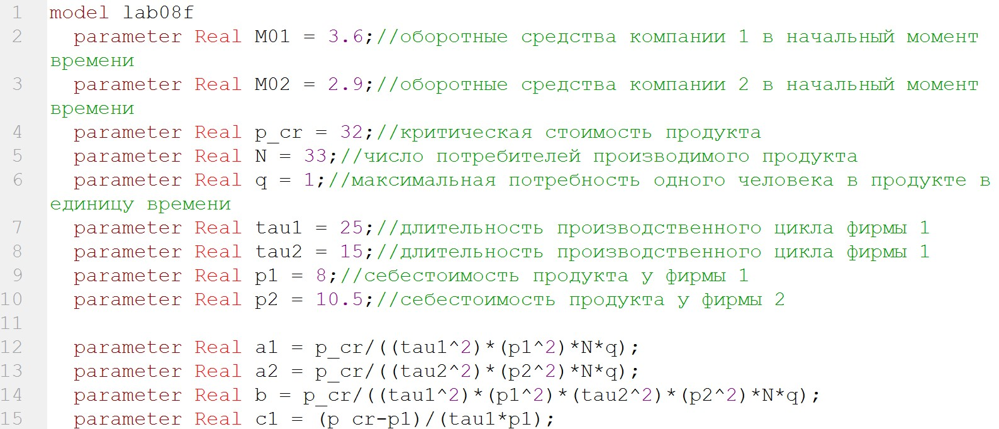 1 model lab08f
2 parameter Real M01 = 3.6;//оборотные средства компании 1 в начальный момент
времени
3 parameter Real M02 = 2.9;//оборотные средства компании 2 в начальный момент
времени
4 parameter Real p_cr = 32;//критическая стоимость продукта
5 parameter Real N = 33;//число потребителей производимого продукта
6 parameter Real q = 1;//максимальная потребность одного человека в продукте в
единицу времени
7 parameter Real tau1 = 25;//длительность производственного цикла фирмы 1
8 parameter Real tau2 = 15;//длительность производственного цикла фирмы 1
9 parameter Real p1 = 8;//себестоимость продукта у фирмы 1
10 parameter Real p2 = 10.5;//себестоимость продукта у фирмы 2
11
12 parameter Real a1 = p_cr/((tau1^2)*(p1^2)*N*q);
13 parameter Real a2 = p_cr/((tau2^2)*(p2^2)*N*q);
14 parameter Real b = p_cr/((tau1^2)*(p1^2)*(tau2^2)*(p2^2)*N*q);
15 parameter Real c1 = (p cr-p1)/(tau1*p1);